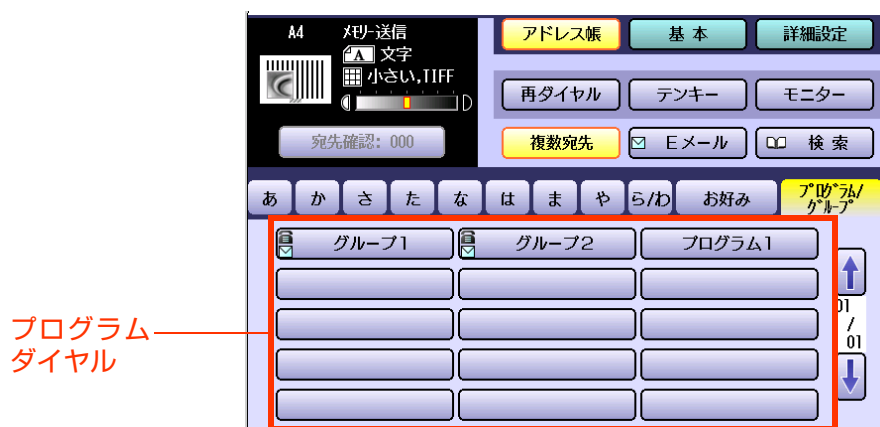 A4 ﾒﾓﾘｰ送信
A 文字
小さい,TIFF
宛先確認: 000
アドレス帳 基 本 詳細設定
再ダイヤル テンキー モニター
複数宛先 Eメール 検 索
あ か さ た な は ま や ら/わ お好み ﾌﾟﾛｸﾞﾗﾑ/
ｸﾞﾙｰﾌﾟ
グループ1 グループ2 プログラム1
01
/
01
プログラム
ダイヤル